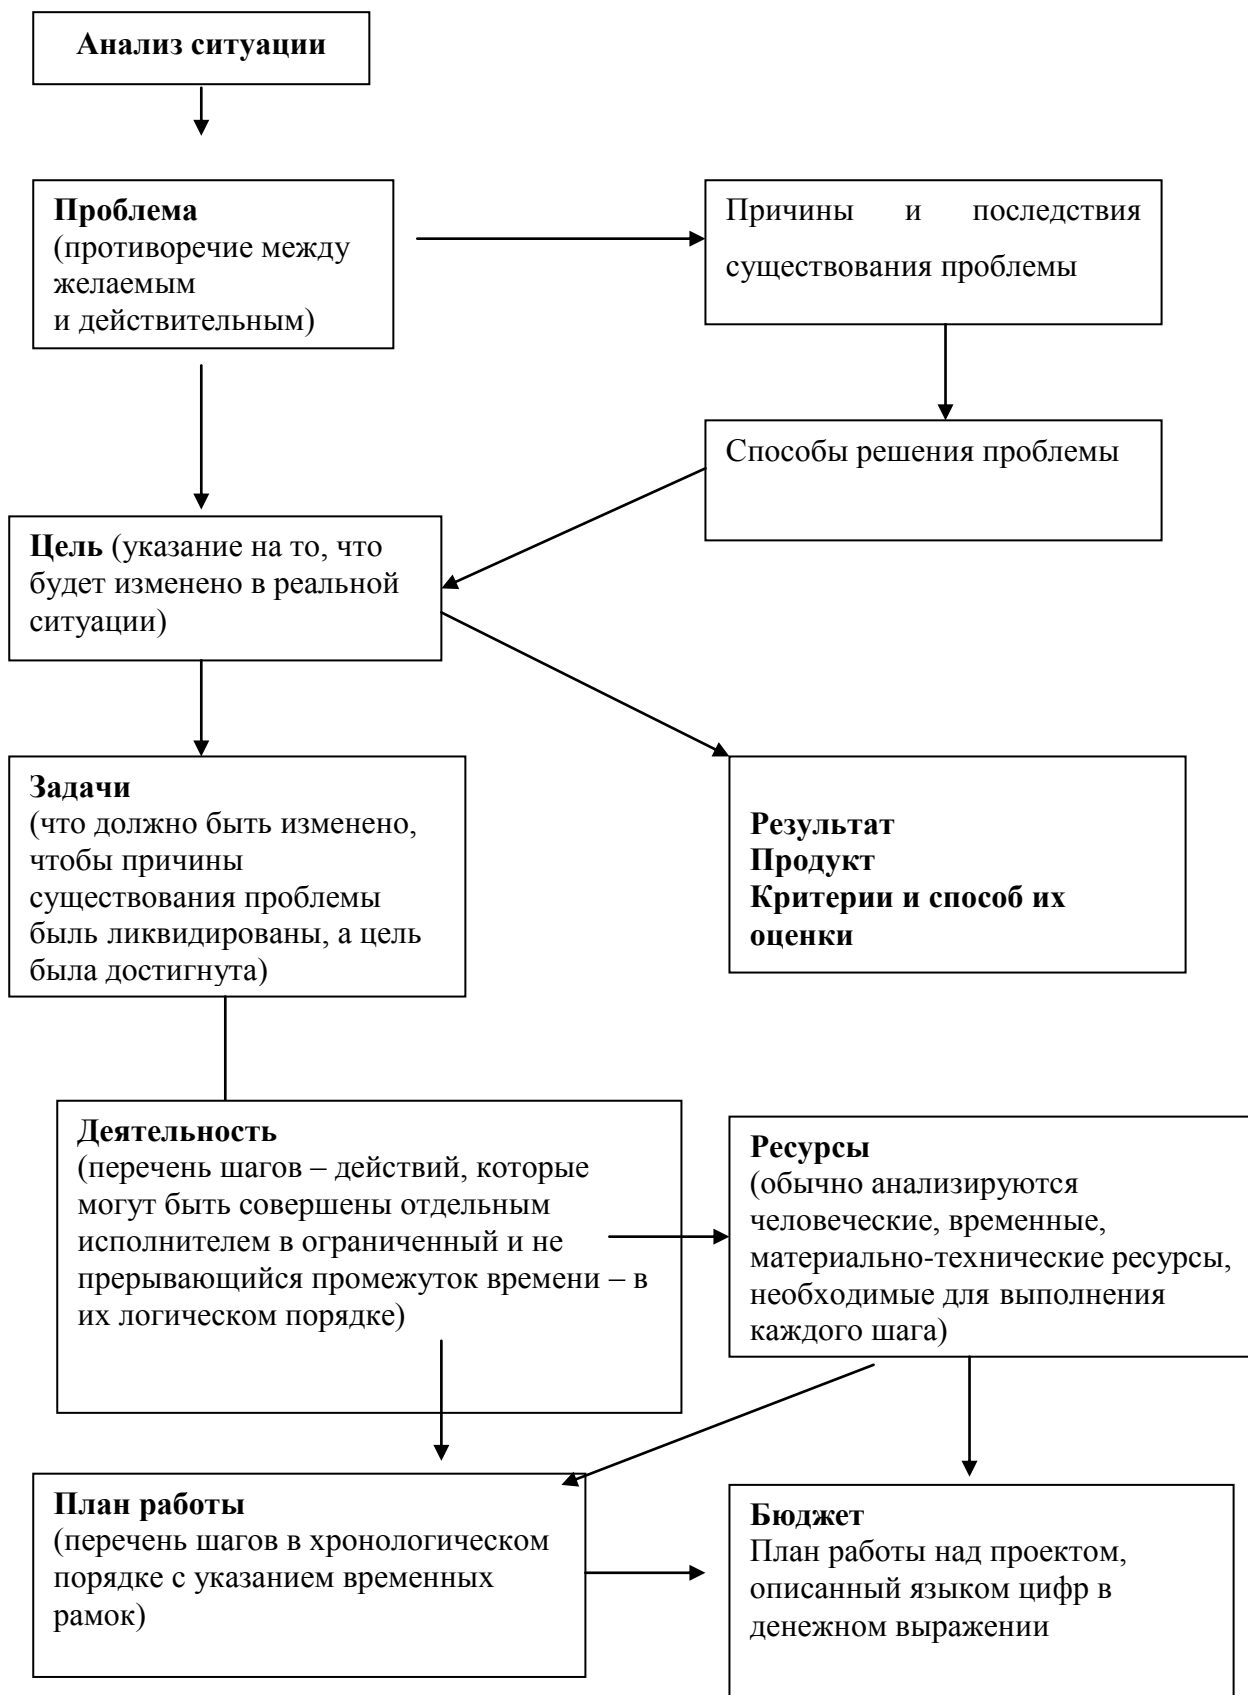 Анализ ситуации
Проблема
(противоречие между
желаемым
и действительным)
Причины и последствия
существования проблемы
Способы решения проблемы
Цель (указание на то, что
будет изменено в реальной
ситуации)
Задачи
(что должно быть изменено,
чтобы причины
существования проблемы
быль ликвидированы, а цель
была достигнута)
Результат
Продукт
Критерии и способ их
оценки
Деятельность
(перечень шагов – действий, которые
могут быть совершены отдельным
исполнителем в ограниченный и не
прерывающийся промежуток времени – в
их логическом порядке)
Ресурсы
(обычно анализируются
человеческие, временные,
материально-технические ресурсы,
необходимые для выполнения
каждого шага)
План работы
(перечень шагов в хронологическом
порядке с указанием временных
рамок)
Бюджет
План работы над проектом,
описанный языком цифр в
денежном выражении